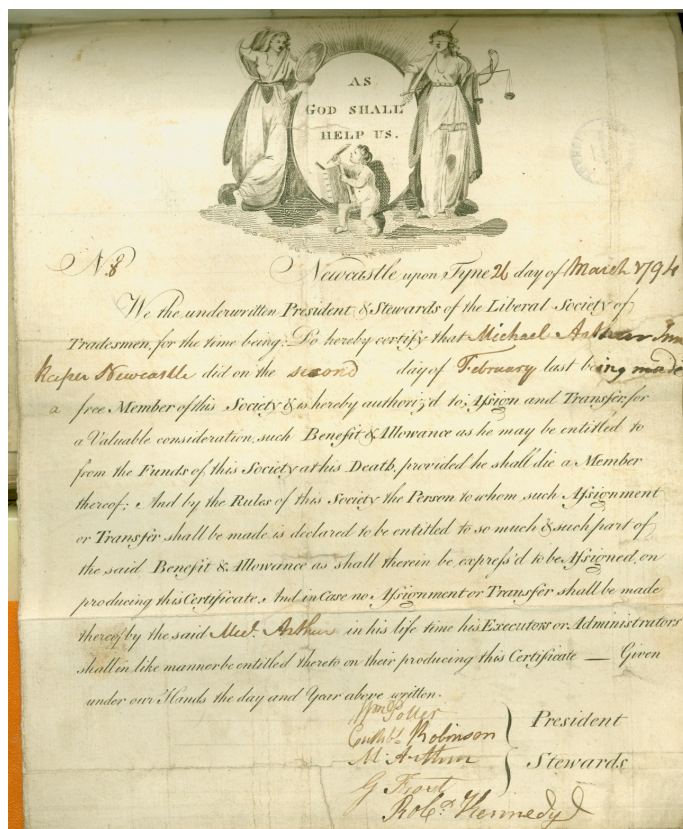 AS
GOD SHALL
HELP US.
No. 8 Newcastle upon Tyne 26 day of March 1794
We the underwritten President & Stewards of the Liberal Society of
Tradesmen, for the time being; Do hereby certify that Michael Arthur Inn
keeper Newcastle did on the second day of February last being made
a free Member of this Society & is hereby authoriz'd to, Assign and Transfer, for
a Valuable consideration, such Benefit & Allowance as he may be entitled to
from the Funds of this Society at his Death, provided he shall die a Member
thereof; And by the Rules of this Society the Person to whom such Assignment
or Transfer shall be made is declared to be entitled to so much & such part of
the said Benefit & Allowance as shall therein be express'd to be Assigned, on
producing this Certificate. And in Case no Assignment or Transfer shall be made
thereof by the said Micl. Arthur in his life time his Executors or Administrators
shall in like manner be entitled thereto on their producing this Certificate — Given
under our Hands the day and Year above written.
Wm Potter President
Cuthbt. Robinson
M. Arthur Stewards
G Ford
Robt. Kennedy